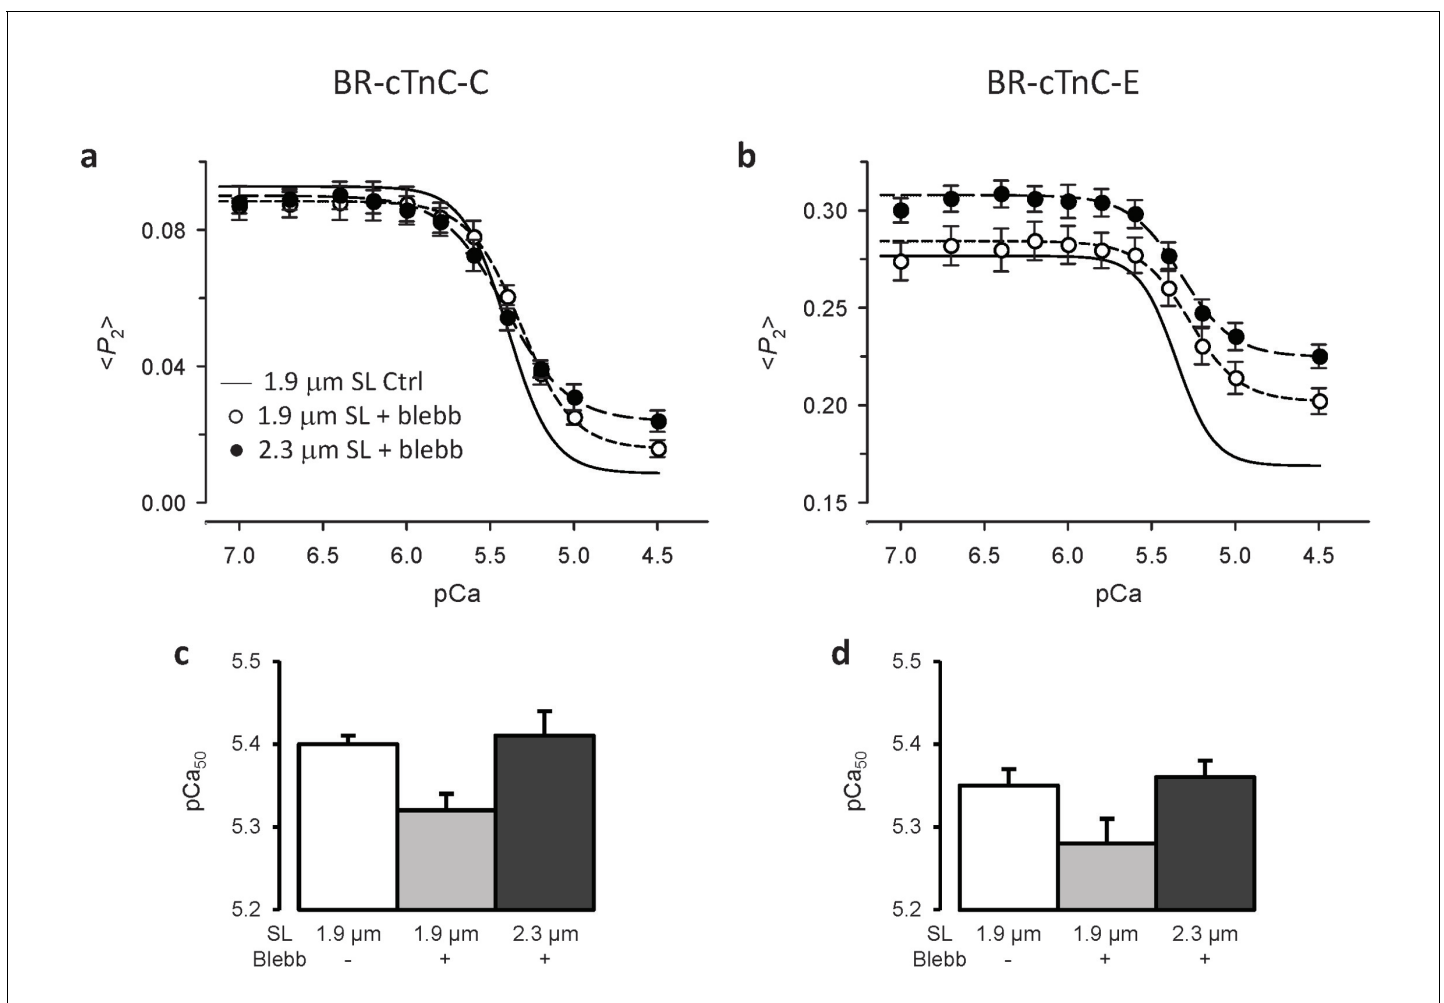 BR-cTnC-C
BR-cTnC-E
a
0.08
0.04
0.00
<P2>
1.9 μm SL Ctrl
1.9 μm SL + blebb
2.3 μm SL + blebb
7.0 6.5 6.0 5.5 5.0 4.5
pCa
b
0.30
0.25
0.20
0.15
<P2>
7.0 6.5 6.0 5.5 5.0 4.5
pCa
c
5.5
5.4
5.3
5.2
pCa50
SL 1.9 μm 1.9 μm 2.3 μm
Blebb - + +
d
5.5
5.4
5.3
5.2
pCa50
SL 1.9 μm 1.9 μm 2.3 μm
Blebb - + +